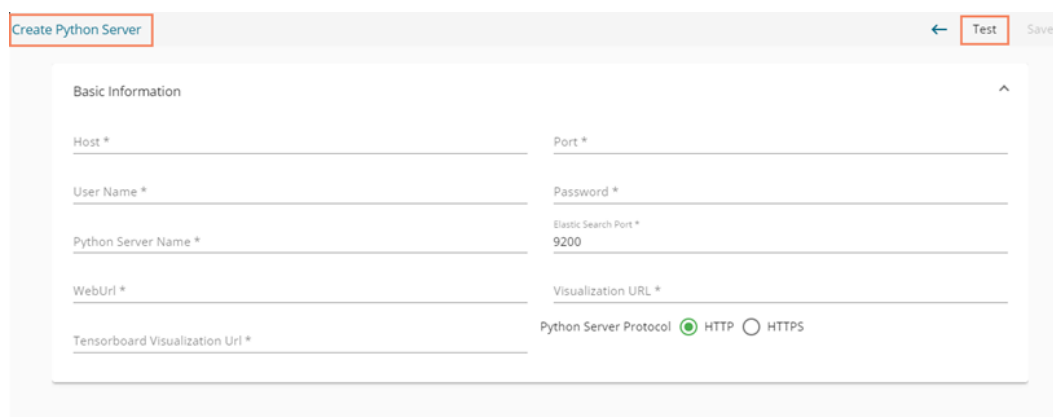 Create Python Server
← Test Save
Basic Information
Host * Port *
User Name * Password *
Elastic Search Port *
Python Server Name * 9200
WebUrl * Visualization URL *
Python Server Protocol HTTP HTTPS
Tensorboard Visualization Url *